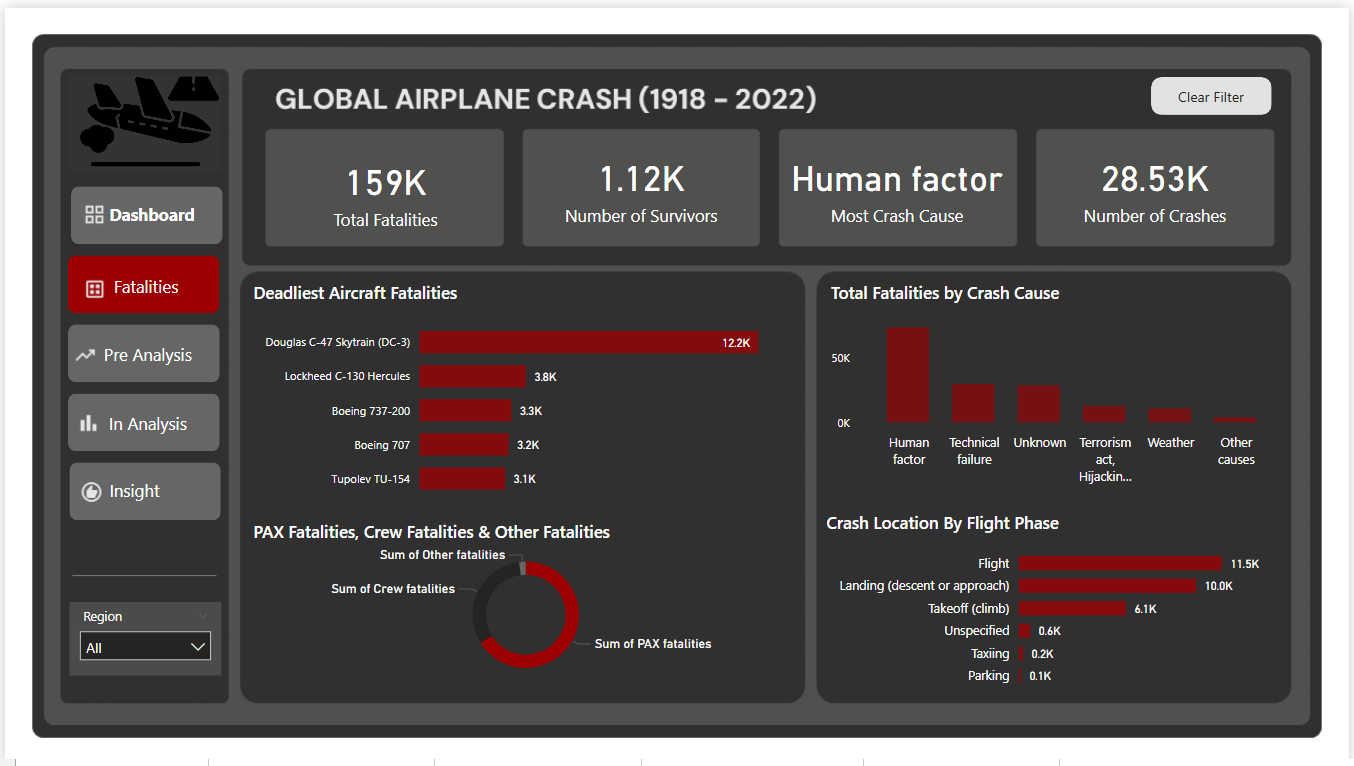 GLOBAL AIRPLANE CRASH (1918 – 2022)
Clear Filter
159K
Total Fatalities
1.12K
Number of Survivors
Human factor
Most Crash Cause
28.53K
Number of Crashes
Dashboard
Fatalities
Pre Analysis
In Analysis
Insight
Region
All
Deadliest Aircraft Fatalities
Douglas C-47 Skytrain (DC-3) 12.2K
Lockheed C-130 Hercules 3.8K
Boeing 737-200 3.3K
Boeing 707 3.2K
Tupolev TU-154 3.1K
PAX Fatalities, Crew Fatalities & Other Fatalities
Sum of Other fatalities
Sum of Crew fatalities
Sum of PAX fatalities
Total Fatalities by Crash Cause
50K
0K
Human
factor
Technical
failure
Unknown
Terrorism
act,
Hijackin...
Weather
Other
causes
Crash Location By Flight Phase
Flight 11.5K
Landing (descent or approach) 10.0K
Takeoff (climb) 6.1K
Unspecified 0.6K
Taxiing 0.2K
Parking 0.1K